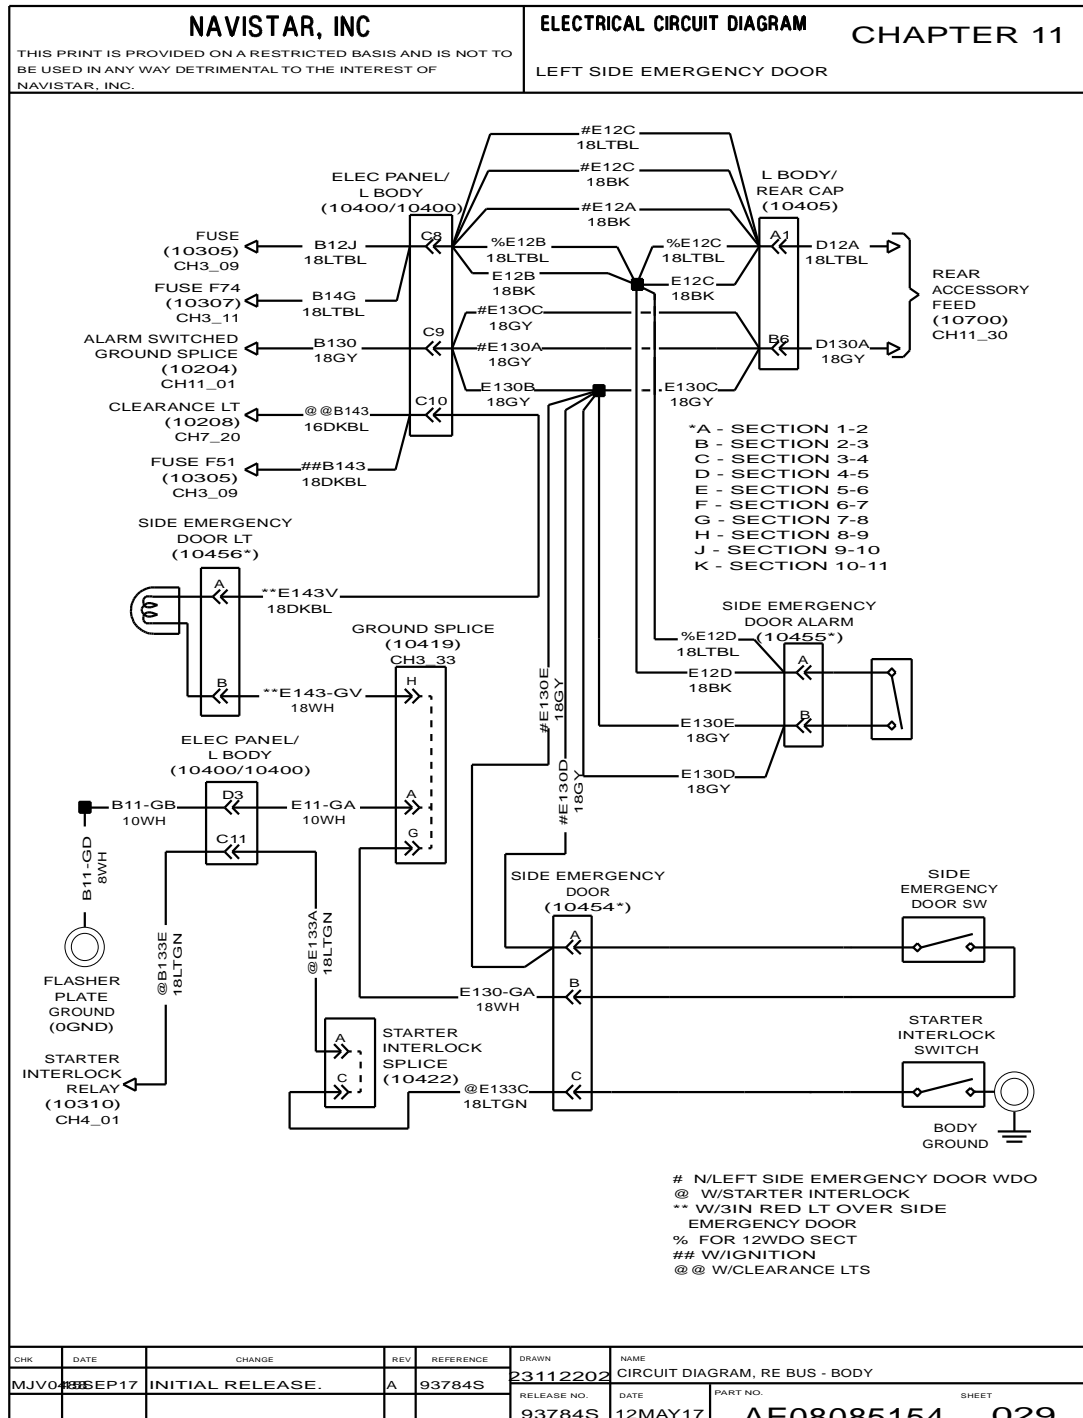 NAVISTAR, INC
THIS PRINT IS PROVIDED ON A RESTRICTED BASIS AND IS NOT TO
BE USED IN ANY WAY DETRIMENTAL TO THE INTEREST OF
NAVISTAR, INC.
ELECTRICAL CIRCUIT DIAGRAM
CHAPTER 11
LEFT SIDE EMERGENCY DOOR
#E12C
18LTBL
#E12C
18BK
#E12A
18BK
ELEC PANEL/
L BODY
(10400/10400)
L BODY/
REAR CAP
(10405)
FUSE
(10305)
CH3_09
B12J
18LTBL
C8
%E12B
18LTBL
%E12C
18LTBL
A1
D12A
18LTBL
E12B
18BK
E12C
18BK
FUSE F74
(10307)
CH3_11
B14G
18LTBL
REAR
ACCESSORY
FEED
(10700)
CH11_30
#E130C
18GY
ALARM SWITCHED
GROUND SPLICE
(10204)
CH11_01
B130
18GY
C9
#E130A
18GY
B6
D130A
18GY
E130B
18GY
E130C
18GY
CLEARANCE LT
(10208)
CH7_20
@@B143
16DKBL
C10
FUSE F51
(10305)
CH3_09
##B143
18DKBL
*A - SECTION 1-2
B - SECTION 2-3
C - SECTION 3-4
D - SECTION 4-5
E - SECTION 5-6
F - SECTION 6-7
G - SECTION 7-8
H - SECTION 8-9
J - SECTION 9-10
K - SECTION 10-11
SIDE EMERGENCY
DOOR LT
(10456*)
A
**E143V
18DKBL
B
**E143-GV
18WH
GROUND SPLICE
(10419)
CH3_33
H
A
G
SIDE EMERGENCY
DOOR ALARM
(10455*)
%E12D
18LTBL
A
E12D
18BK
B
E130E
18GY
E130D
18GY
#E130E
18GY
#E130D
18GY
ELEC PANEL/
L BODY
(10400/10400)
B11-GB
10WH
D3
E11-GA
10WH
C11
B11-GD
8WH
FLASHER
PLATE
GROUND
(0GND)
@B133E
18LTGN
@E133A
18LTGN
SIDE EMERGENCY
DOOR
(10454*)
A
B
C
E130-GA
18WH
SIDE
EMERGENCY
DOOR SW
STARTER
INTERLOCK
RELAY
(10310)
CH4_01
A
C
STARTER
INTERLOCK
SPLICE
(10422)
@E133C
18LTGN
STARTER
INTERLOCK
SWITCH
BODY
GROUND
# N/LEFT SIDE EMERGENCY DOOR WDO
@ W/STARTER INTERLOCK
** W/3IN RED LT OVER SIDE
EMERGENCY DOOR
% FOR 12WDO SECT
## W/IGNITION
@@ W/CLEARANCE LTS
CHK DATE CHANGE REV REFERENCE
INITIAL RELEASE. A 93784S
DRAWN
23112202
NAME
CIRCUIT DIAGRAM, RE BUS - BODY
RELEASE NO.
93784S
DATE
12MAY17
PART NO.
AE08085154
SHEET
029